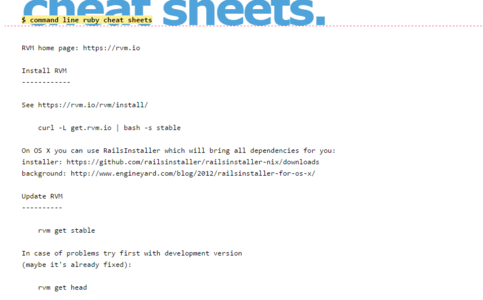 cheat sheets.
$ command line ruby cheat sheets
RVM home page: https://rvm.io
Install RVM
------------
See https://rvm.io/rvm/install/
curl -L get.rvm.io | bash -s stable
On OS X you can use RailsInstaller which will bring all dependencies for you:
installer: https://github.com/railsinstaller/railsinstaller-nix/downloads
background: http://www.engineyard.com/blog/2012/railsinstaller-for-os-x/
Update RVM
----------
rvm get stable
In case of problems try first with development version
(maybe it's already fixed):
rvm get head